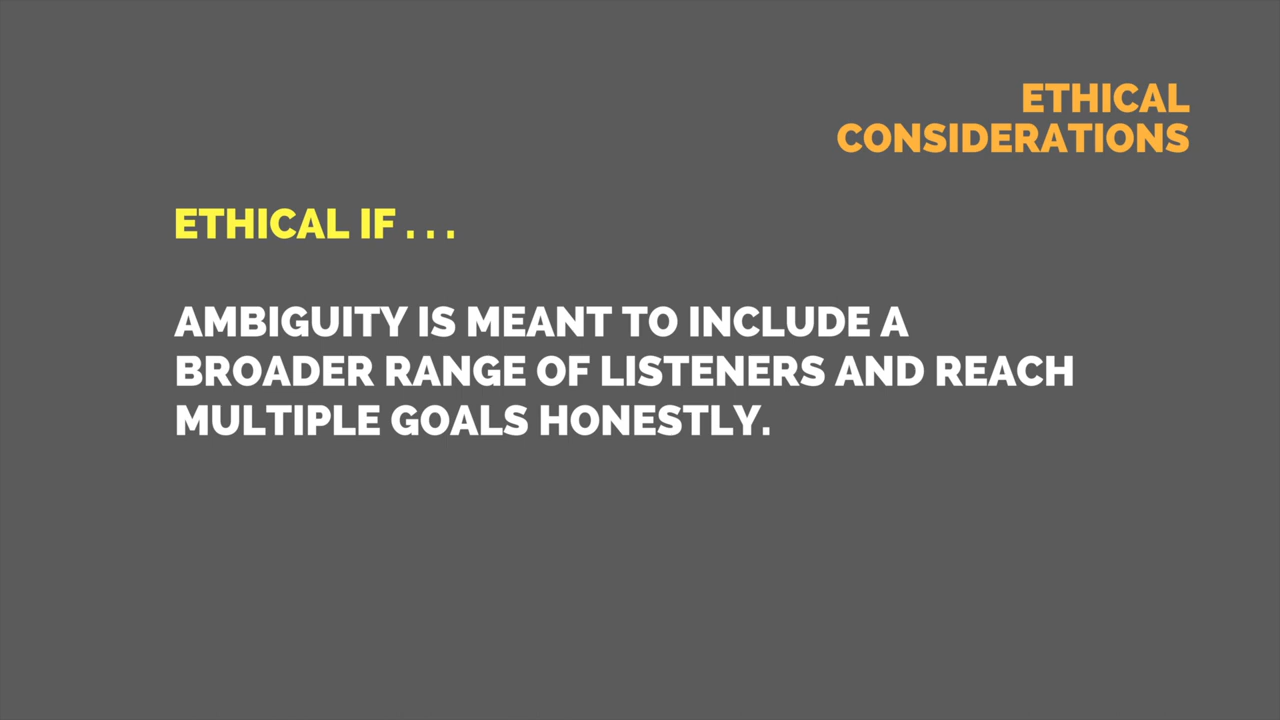 ETHICAL
CONSIDERATIONS
ETHICAL IF . . .
AMBIGUITY IS MEANT TO INCLUDE A
BROADER RANGE OF LISTENERS AND REACH
MULTIPLE GOALS HONESTLY.